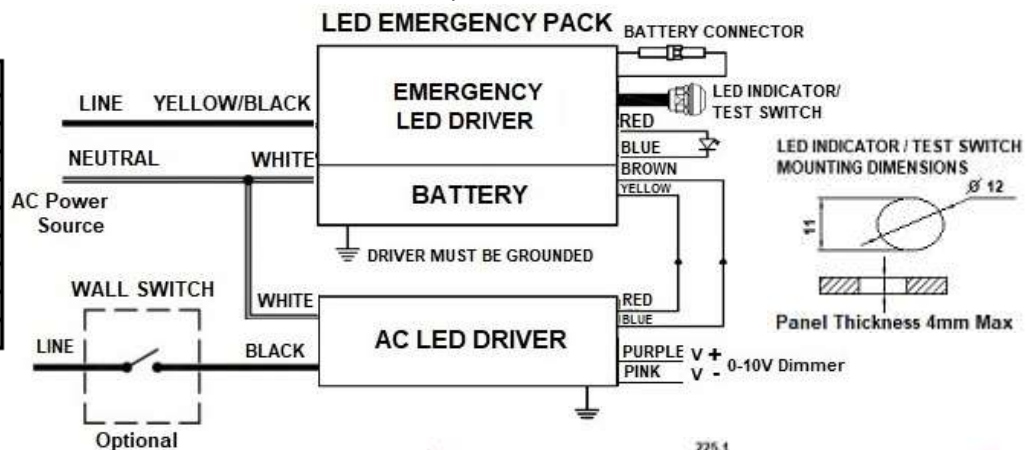 LED EMERGENCY PACK
BATTERY CONNECTOR
EMERGENCY
LED DRIVER
LED INDICATOR/
TEST SWITCH
LINE YELLOW/BLACK
RED
BLUE
NEUTRAL WHITE
BROWN
YELLOW
BATTERY
AC Power
Source
DRIVER MUST BE GROUNDED
LED INDICATOR / TEST SWITCH
MOUNTING DIMENSIONS
Ø 12
11
Panel Thickness 4mm Max
WALL SWITCH
WHITE
RED
BLUE
LINE
BLACK
AC LED DRIVER
PURPLE V +
PINK V -
0-10V Dimmer
Optional
225.1